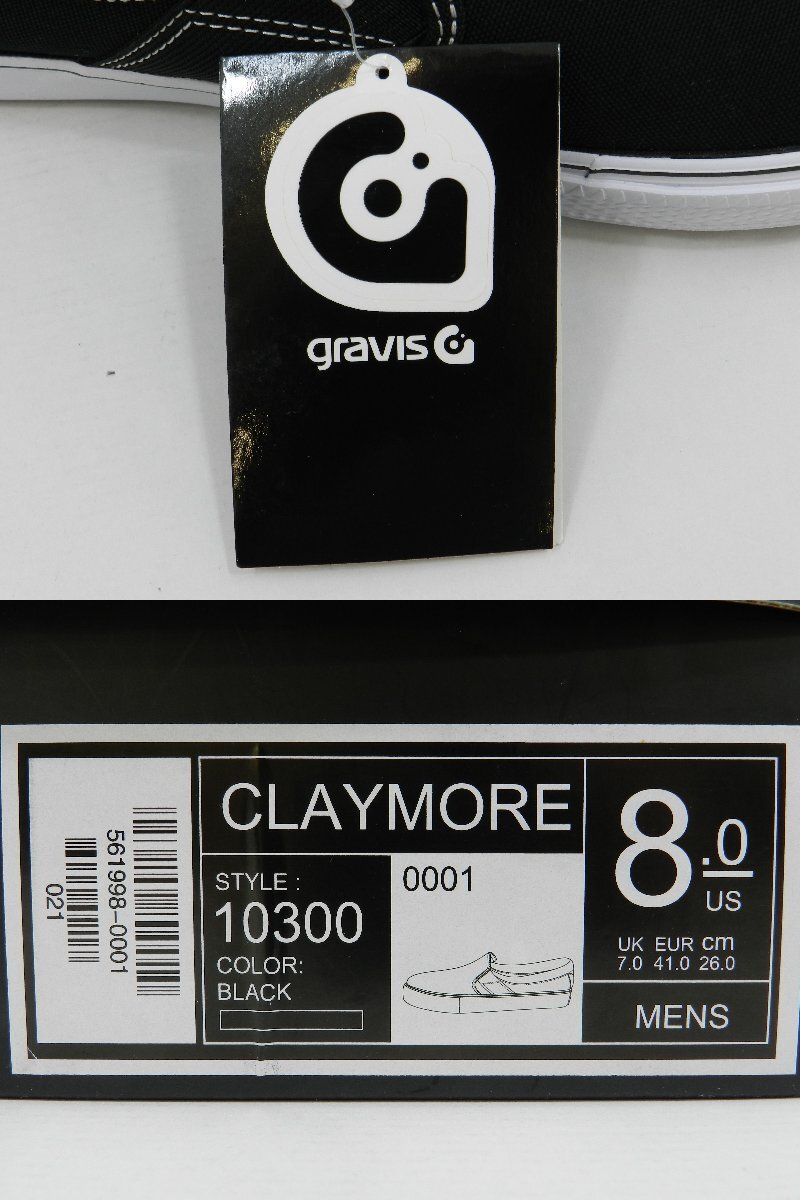 gravis
561998-0001
021
CLAYMORE
STYLE :
10300
COLOR:
BLACK
0001
8.0
US
UK EUR cm
7.0 41.0 26.0
MENS